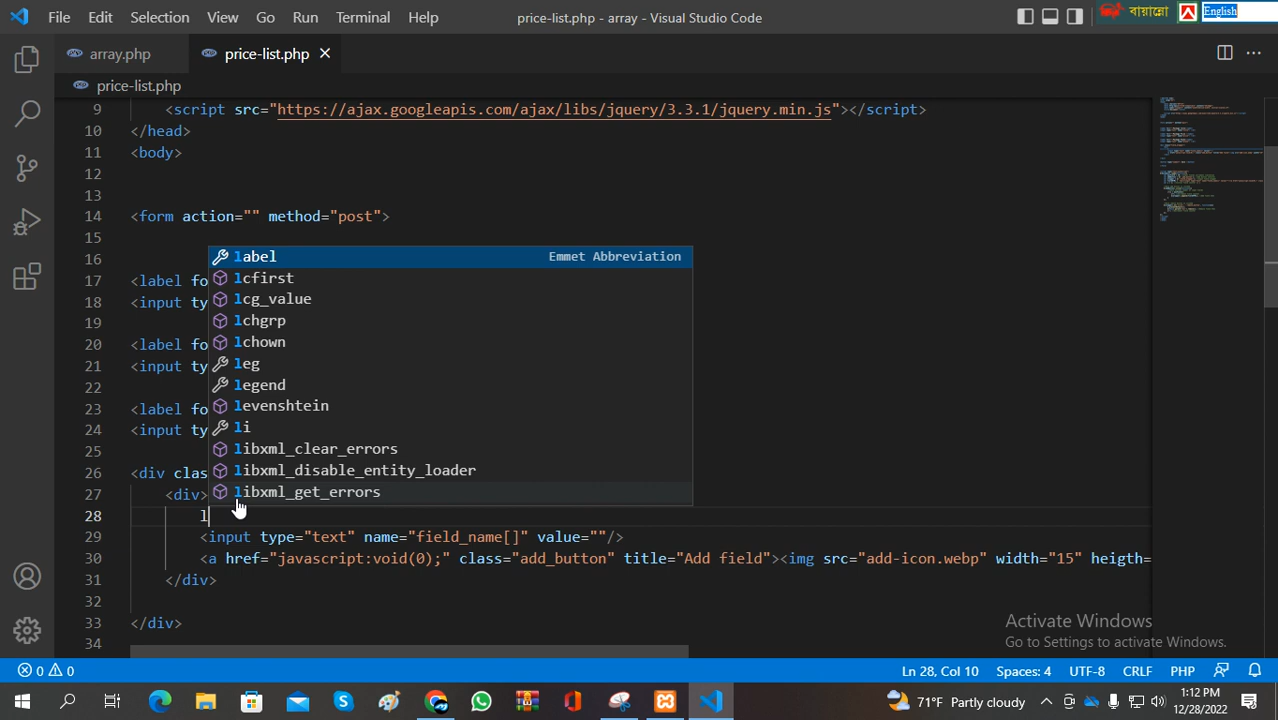 File Edit Selection View Go Run Terminal Help price-list.php - array - Visual Studio Code বায়ান্নো English
array.php price-list.php
price-list.php
9 <script src="https://ajax.googleapis.com/ajax/libs/jquery/3.3.1/jquery.min.js"></script>
10 </head>
11 <body>
12
13
14 <form action="" method="post">
15
16
17 <label fo
18 <input ty
19
20 <label fo
21 <input ty
22
23 <label fo
24 <input ty
25
26 <div clas
27 <div>
28 l
29 <input type="text" name="field_name[]" value=""/>
30 <a href="javascript:void(0);" class="add_button" title="Add field"><img src="add-icon.webp" width="15" heigth=
31 </div>
32
33 </div>
34
label Emmet Abbreviation
lcfirst
lcg_value
lchgrp
lchown
leg
legend
levenshtein
li
libxml_clear_errors
libxml_disable_entity_loader
libxml_get_errors
Activate Windows
Go to Settings to activate Windows.
0 0 Ln 28, Col 10 Spaces: 4 UTF-8 CRLF PHP
71°F Partly cloudy 1:12 PM
12/28/2022